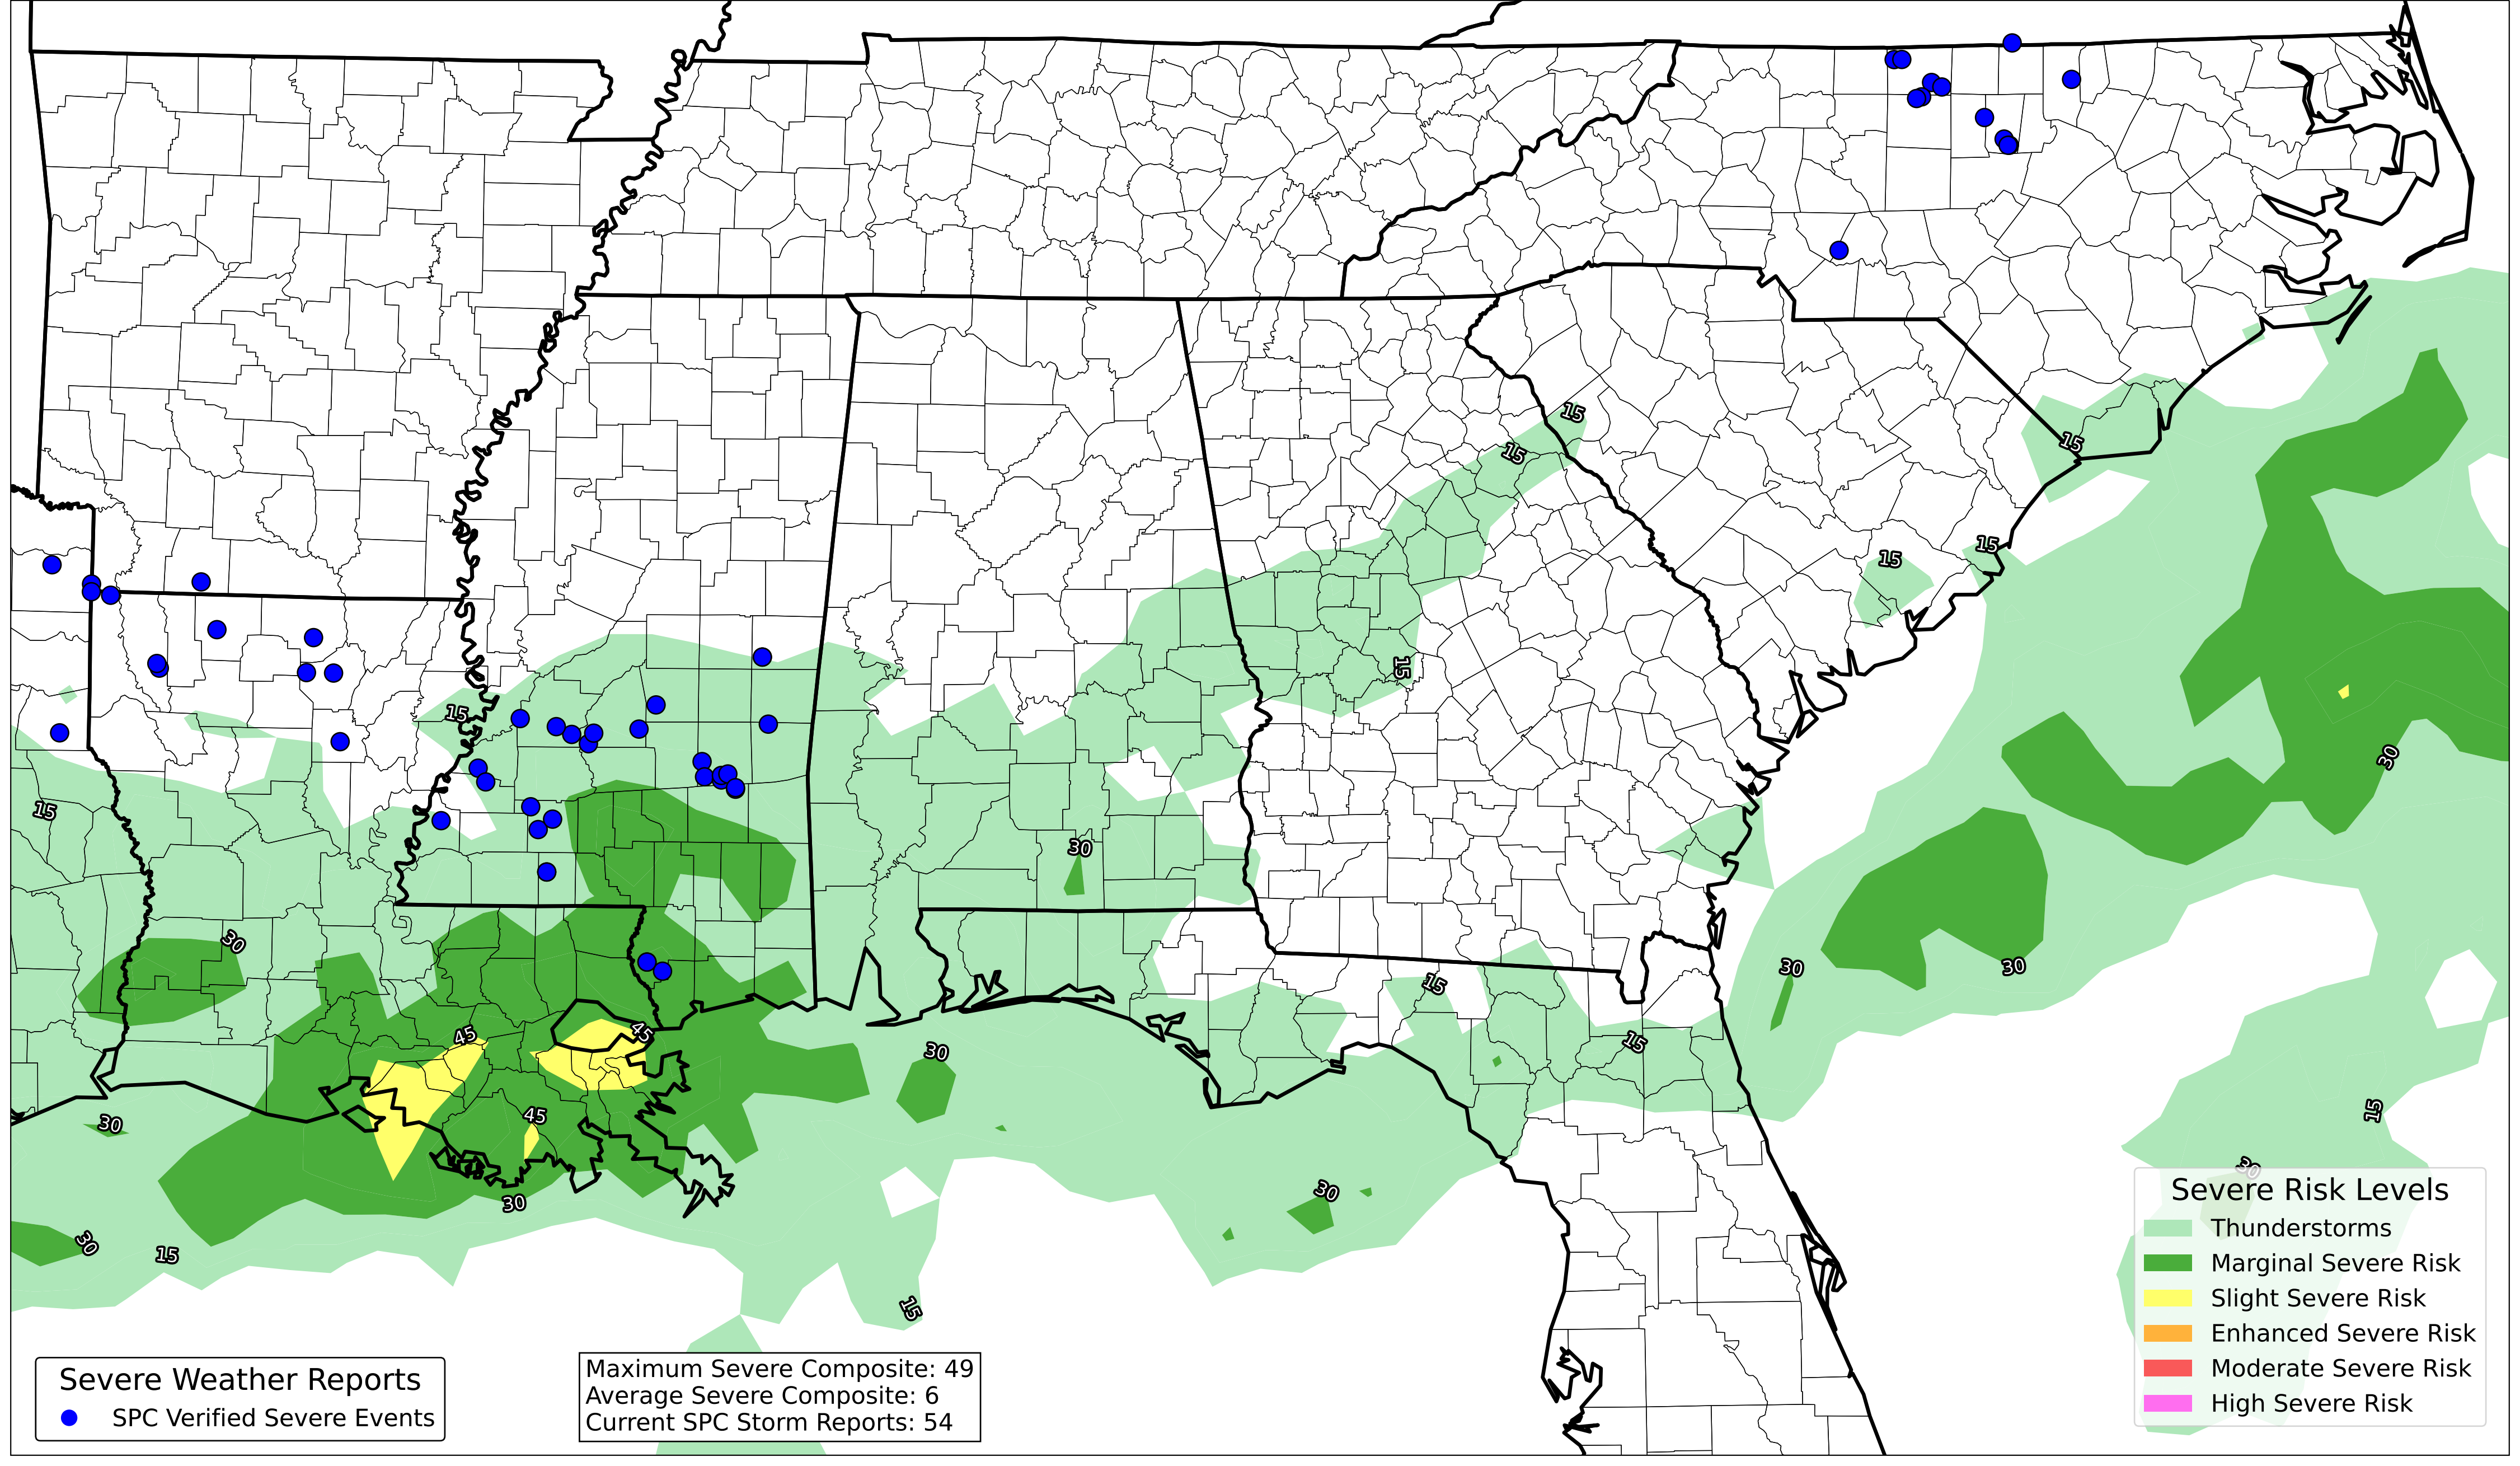 15
15
15
15
15
15
15
30
15
30
30
15
30
30
30
15
45
45
30
15
45
30
15
30
30
30
30
15
15
Severe Risk Levels
Thunderstorms
Marginal Severe Risk
Slight Severe Risk
Enhanced Severe Risk
Moderate Severe Risk
High Severe Risk
Severe Weather Reports
SPC Verified Severe Events
Maximum Severe Composite: 49
Average Severe Composite: 6
Current SPC Storm Reports: 54